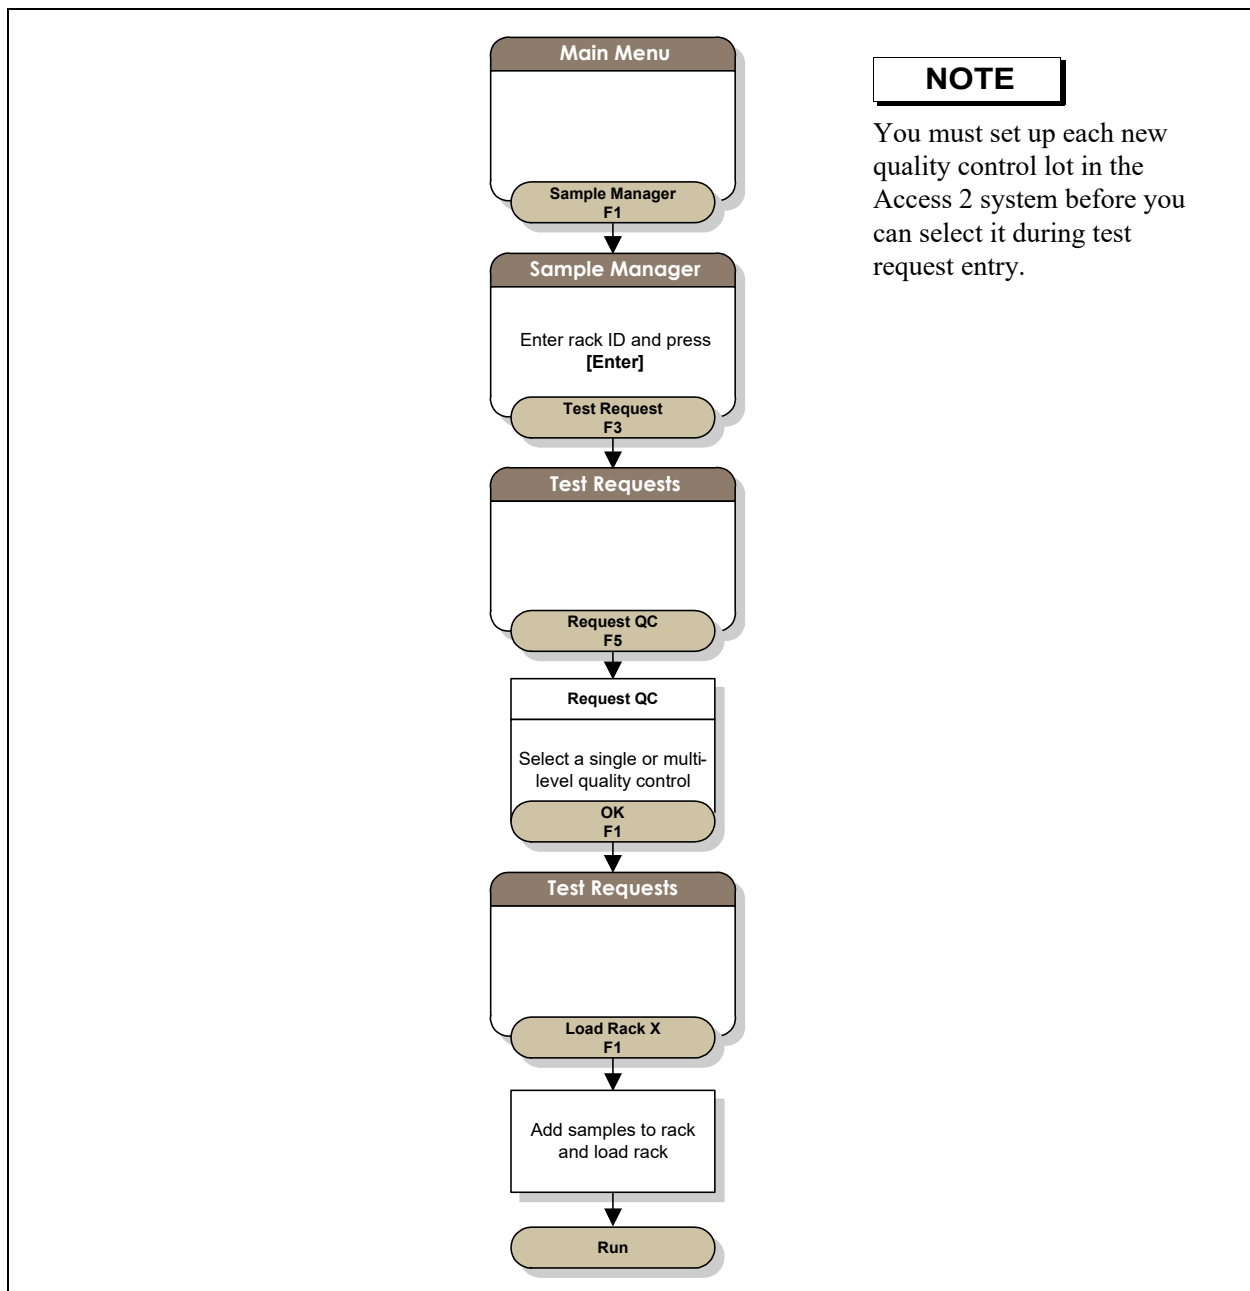 Main Menu
Sample Manager
F1
Sample Manager
Enter rack ID and press
[Enter]
Test Request
F3
Test Requests
Request QC
F5
Request QC
Select a single or multi-
level quality control
OK
F1
Test Requests
Load Rack X
F1
Add samples to rack
and load rack
Run
NOTE
You must set up each new
quality control lot in the
Access 2 system before you
can select it during test
request entry.